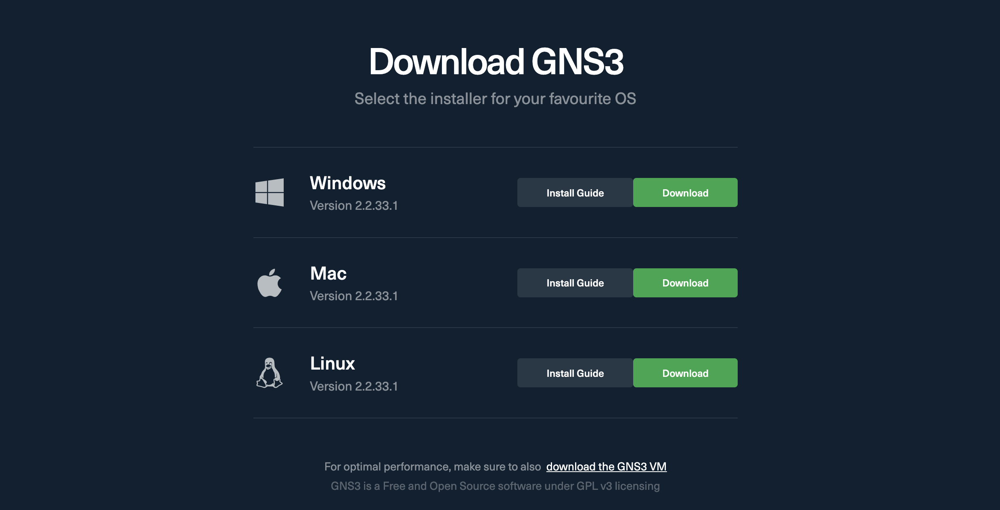 Download GNS3
Select the installer for your favourite OS
Windows
Version 2.2.33.1
Install Guide
Download
Mac
Version 2.2.33.1
Install Guide
Download
Linux
Version 2.2.33.1
Install Guide
Download
For optimal performance, make sure to also download the GNS3 VM
GNS3 is a Free and Open Source software under GPL v3 licensing